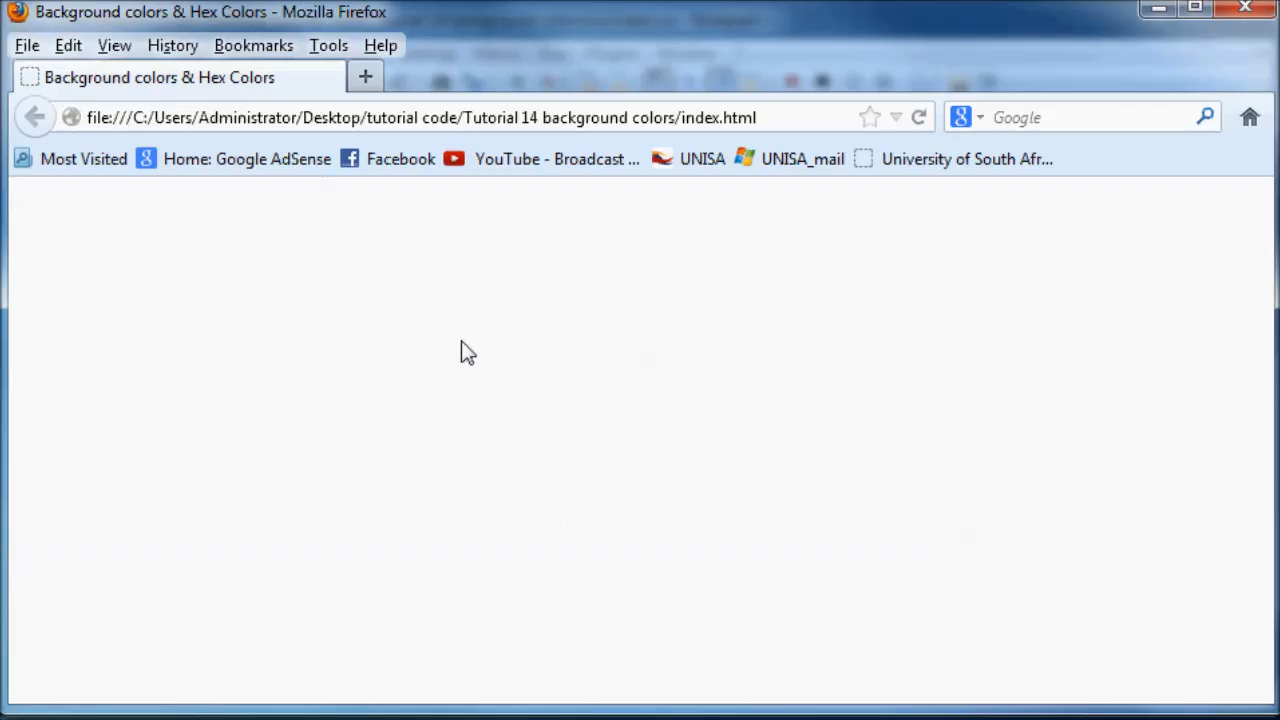 Background colors & Hex Colors - Mozilla Firefox
File Edit View History Bookmarks Tools Help
Background colors & Hex Colors
file:///C:/Users/Administrator/Desktop/tutorial code/Tutorial 14 background colors/index.html Google
Most Visited Home: Google AdSense Facebook YouTube - Broadcast ... UNISA UNISA_mail University of South Afr...